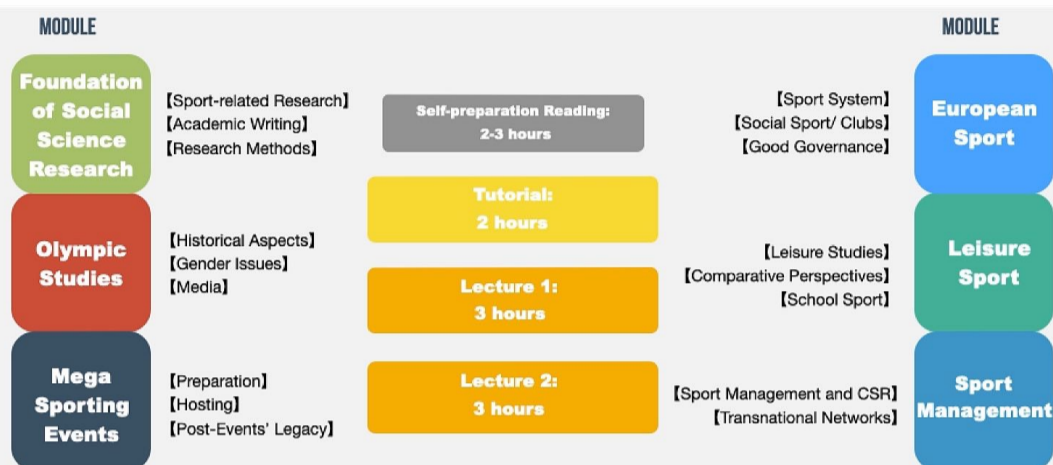 MODULE
Foundation
of Social
Science
Research
【Sport-related Research】
【Academic Writing】
【Research Methods】
Olympic
Studies
【Historical Aspects】
【Gender Issues】
【Media】
Mega
Sporting
Events
【Preparation】
【Hosting】
【Post-Events’ Legacy】
Self-preparation Reading:
2-3 hours
Tutorial:
2 hours
Lecture 1:
3 hours
Lecture 2:
3 hours
MODULE
【Sport System】
【Social Sport/ Clubs】
【Good Governance】
European
Sport
【Leisure Studies】
【Comparative Perspectives】
【School Sport】
Leisure
Sport
【Sport Management and CSR】
【Transnational Networks】
Sport
Management